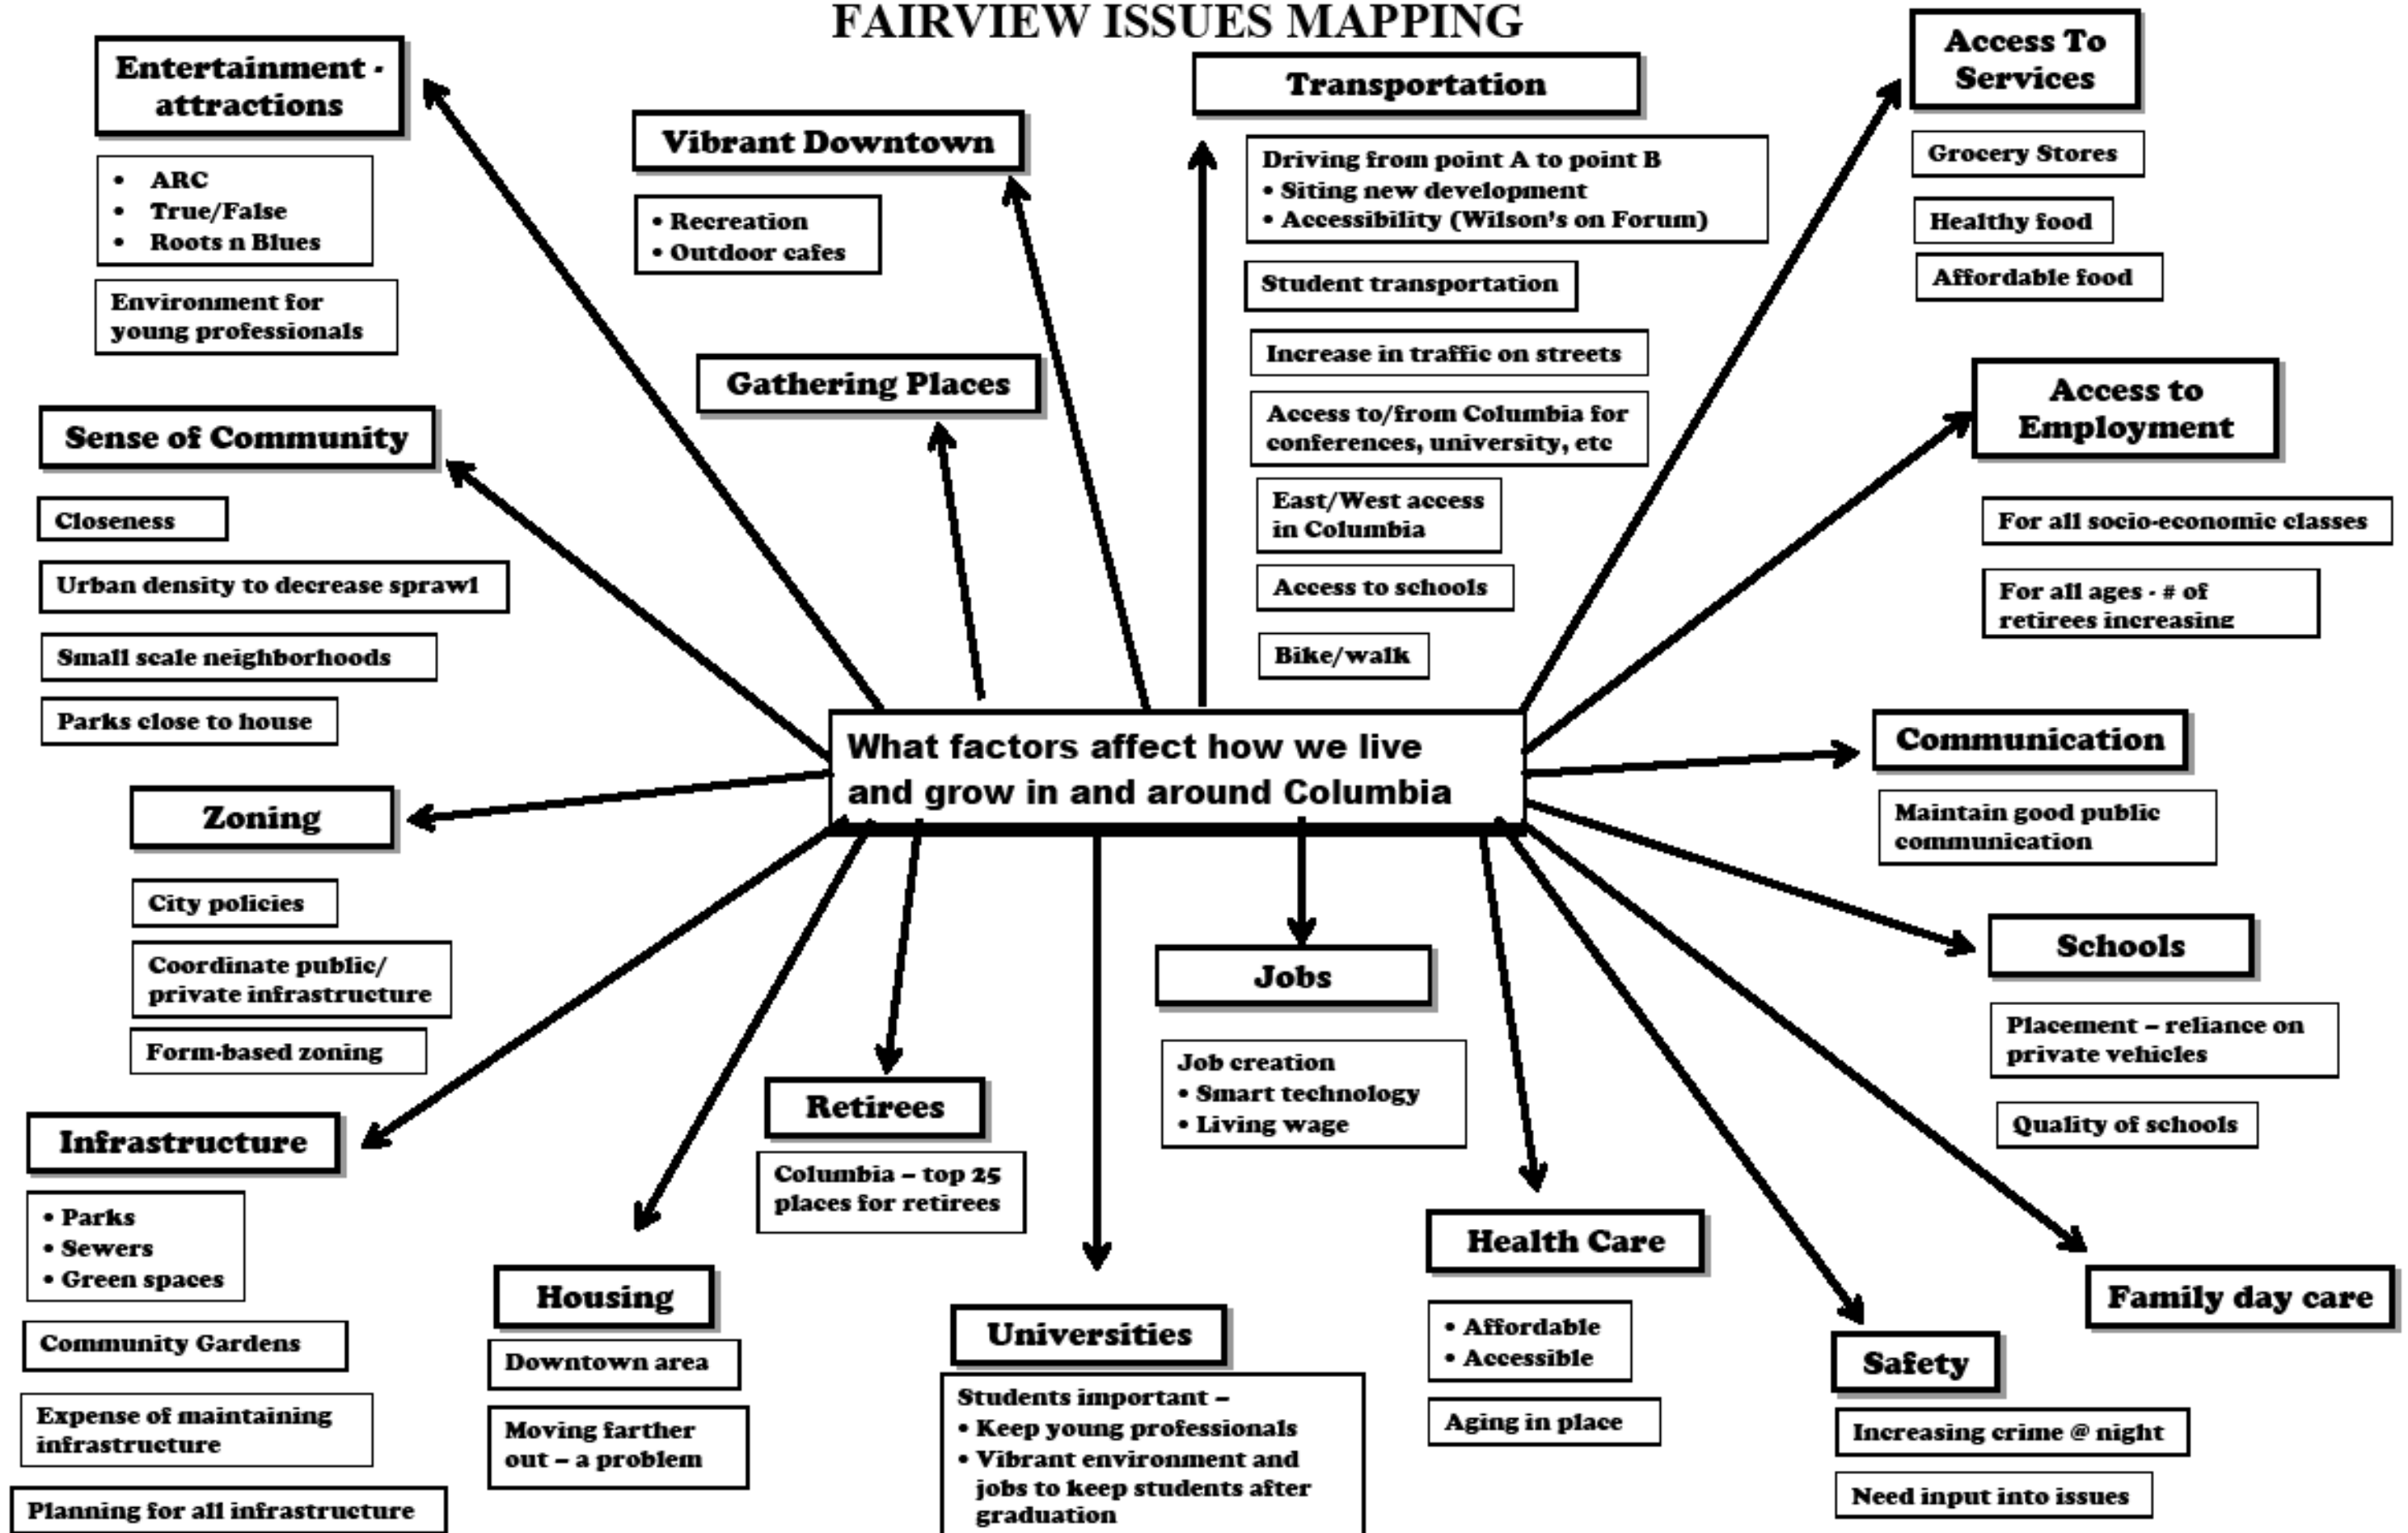 FAIRVIEW ISSUES MAPPING
Entertainment -
attractions
• ARC
• True/False
• Roots n Blues
Environment for
young professionals
Vibrant Downtown
• Recreation
• Outdoor cafes
Gathering Places
Transportation
Driving from point A to point B
• Siting new development
• Accessibility (Wilson's on Forum)
Student transportation
Increase in traffic on streets
Access to/from Columbia for
conferences, university, etc
East/West access
in Columbia
Access to schools
Bike/walk
Access To
Services
Grocery Stores
Healthy food
Affordable food
Access to
Employment
For all socio-economic classes
For all ages - # of
retirees increasing
Sense of Community
Closeness
Urban density to decrease sprawl
Small scale neighborhoods
Parks close to house
What factors affect how we live
and grow in and around Columbia
Communication
Maintain good public
communication
Zoning
City policies
Coordinate public/
private infrastructure
Form-based zoning
Schools
Placement – reliance on
private vehicles
Quality of schools
Infrastructure
• Parks
• Sewers
• Green spaces
Community Gardens
Expense of maintaining
infrastructure
Planning for all infrastructure
Housing
Downtown area
Moving farther
out – a problem
Retirees
Columbia – top 25
places for retirees
Universities
Students important –
• Keep young professionals
• Vibrant environment and
jobs to keep students after
graduation
Jobs
Job creation
• Smart technology
• Living wage
Health Care
• Affordable
• Accessible
Aging in place
Safety
Increasing crime @ night
Need input into issues
Family day care